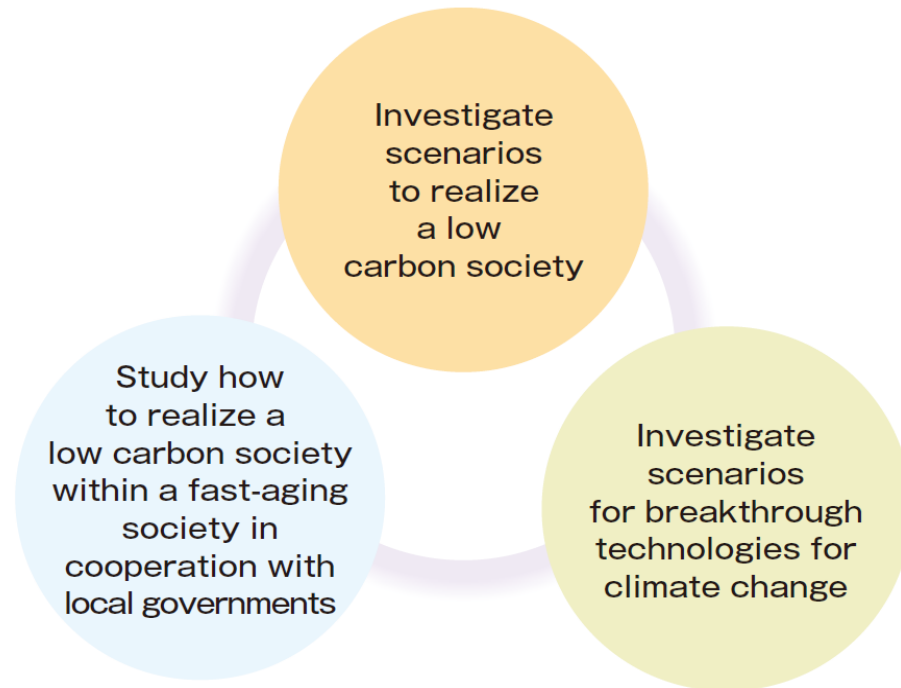 Investigate
scenarios
to realize
a low
carbon society
Study how
to realize a
low carbon society
within a fast-aging
society in
cooperation with
local governments
Investigate
scenarios
for breakthrough
technologies for
climate change